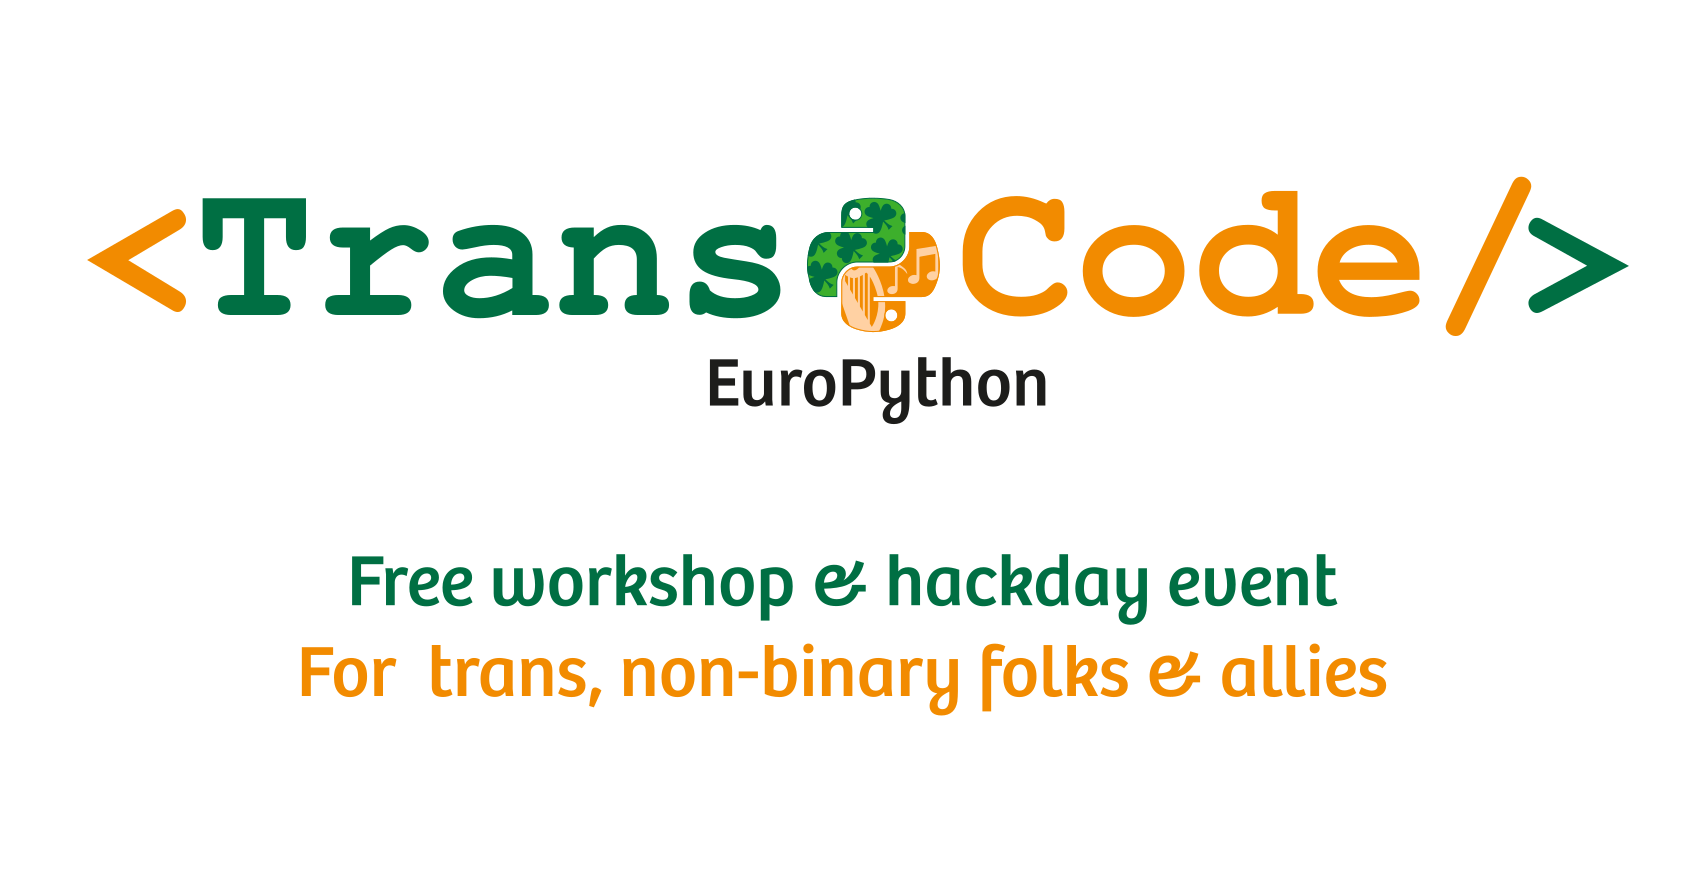 <Trans Code/>
EuroPython
Free workshop & hackday event
For trans, non-binary folks & allies